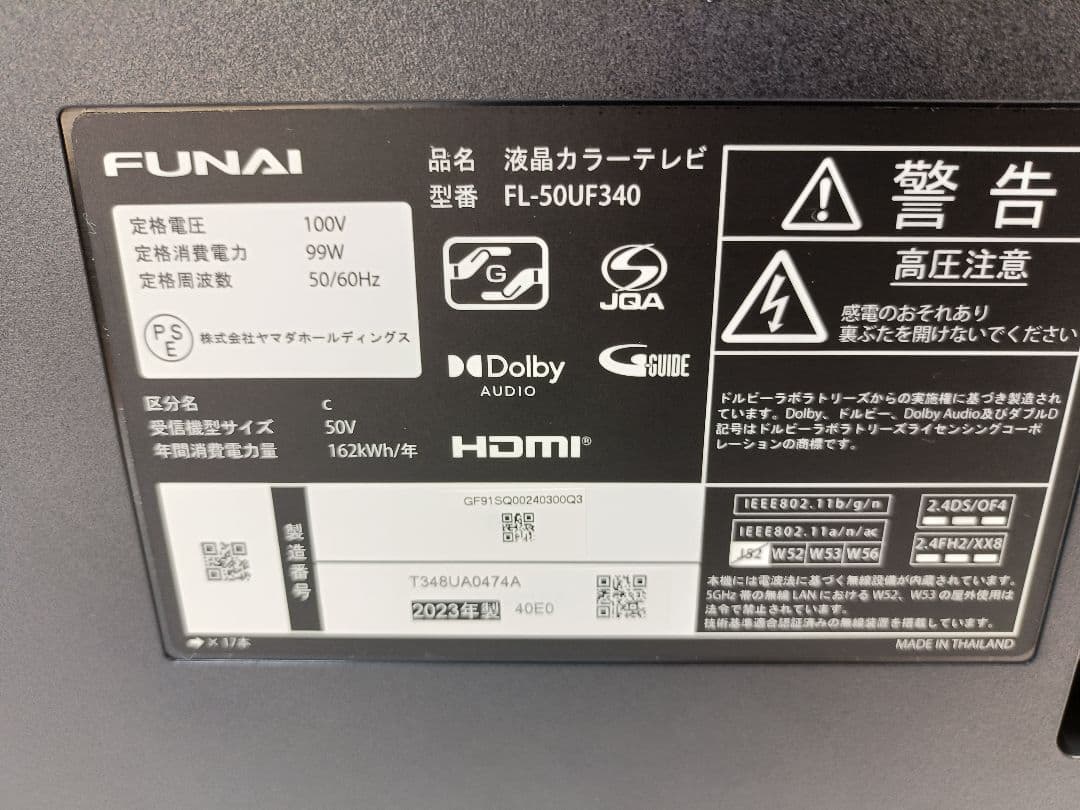 FUNAI
品名 液晶カラーテレビ
型番 FL-50UF340
定格電圧 100V
定格消費電力 99W
定格周波数 50/60Hz
PSE 株式会社ヤマダホールディングス
G
JQA
Dolby
AUDIO
G-GUIDE
HDMI®
区分名 c
受信機型サイズ 50V
年間消費電力量 162kWh/年
警告
高圧注意
感電のおそれあり
裏ぶたを開けないでください
ドルビーラボラトリーズからの実施権に基づき製造され
ています。Dolby、ドルビー、Dolby Audio及びダブルD
記号はドルビーラボラトリーズライセンシングコーポ
レーションの商標です。
製造番号
GF91SQ00240300Q3
T348UA0474A
2023年製 40E0
➔×17本
IEEE802.11b/g/n
IEEE802.11a/n/ac
J52 W52 W53 W56
2.4DS/OF4
2.4FH2/XX8
本機には電波法に基づく無線設備が内蔵されています。
5GHz 帯の無線 LAN における W52、W53 の屋外使用は
法令で禁止されています。
技術基準適合認証済みの無線装置を搭載しています。
MADE IN THAILAND